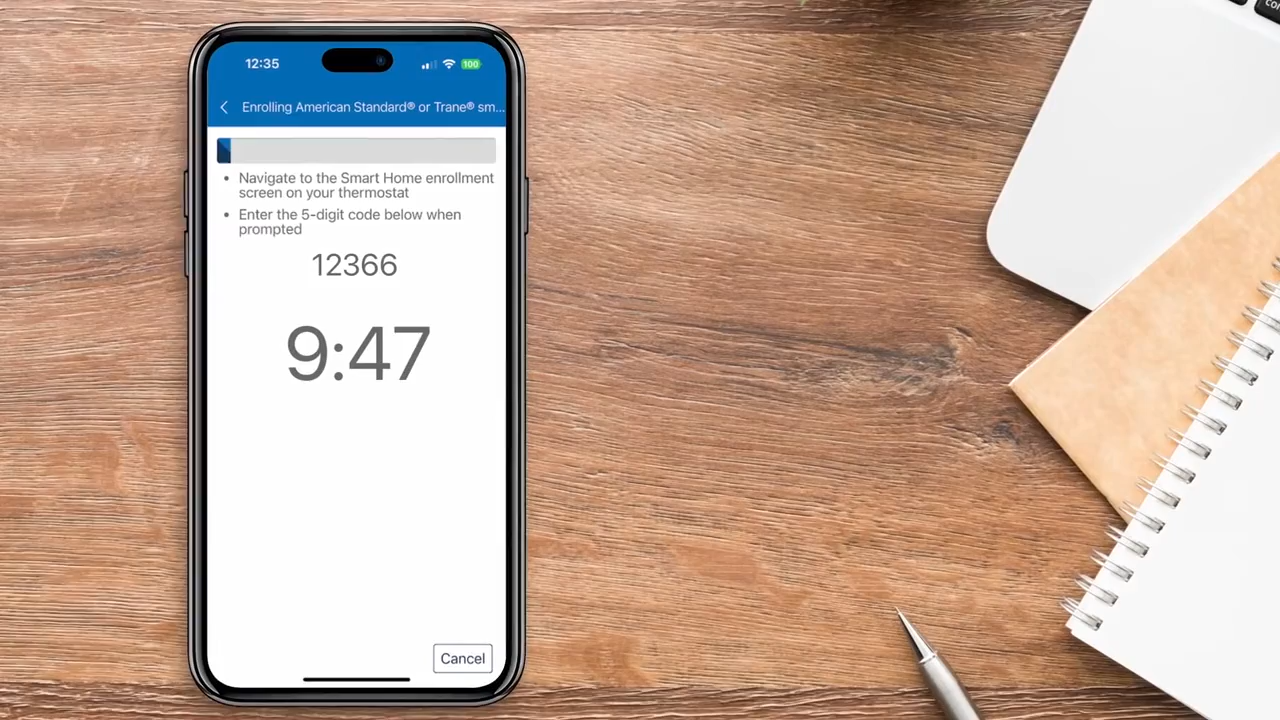 12:35
100
Enrolling American Standard® or Trane® sm...
• Navigate to the Smart Home enrollment
screen on your thermostat
• Enter the 5-digit code below when
prompted
12366
9:47
Cancel